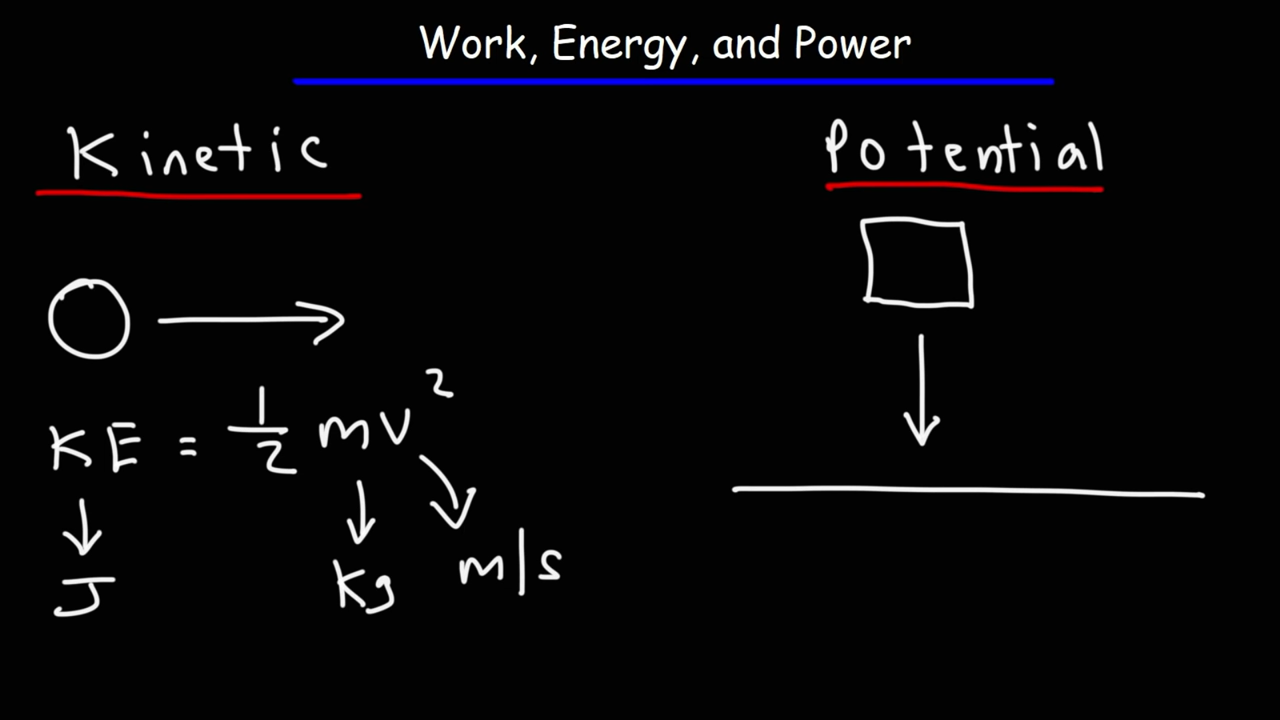 Work, Energy, and Power
Kinetic
Potential
KE = 1/2 mv²
J
Kg
m/s